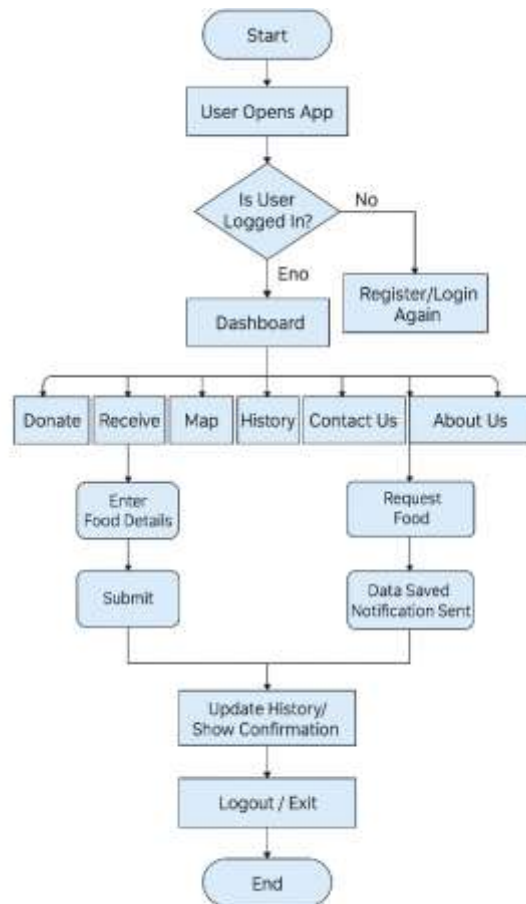 Start
User Opens App
Is User
Logged In?
No
Eno
Register/Login
Again
Dashboard
Donate
Receive
Map
History
Contact Us
About Us
Enter
Food Details
Request
Food
Submit
Data Saved
Notification Sent
Update History/
Show Confirmation
Logout / Exit
End